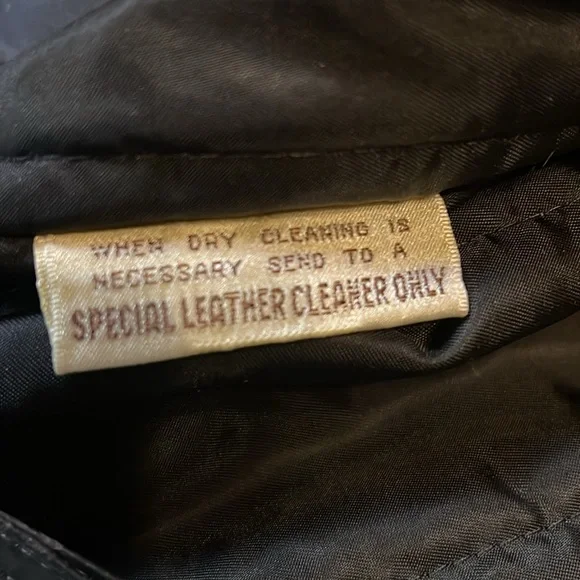 WHEN DRY CLEANING IS
NECESSARY SEND TO A
SPECIAL LEATHER CLEANER ONLY